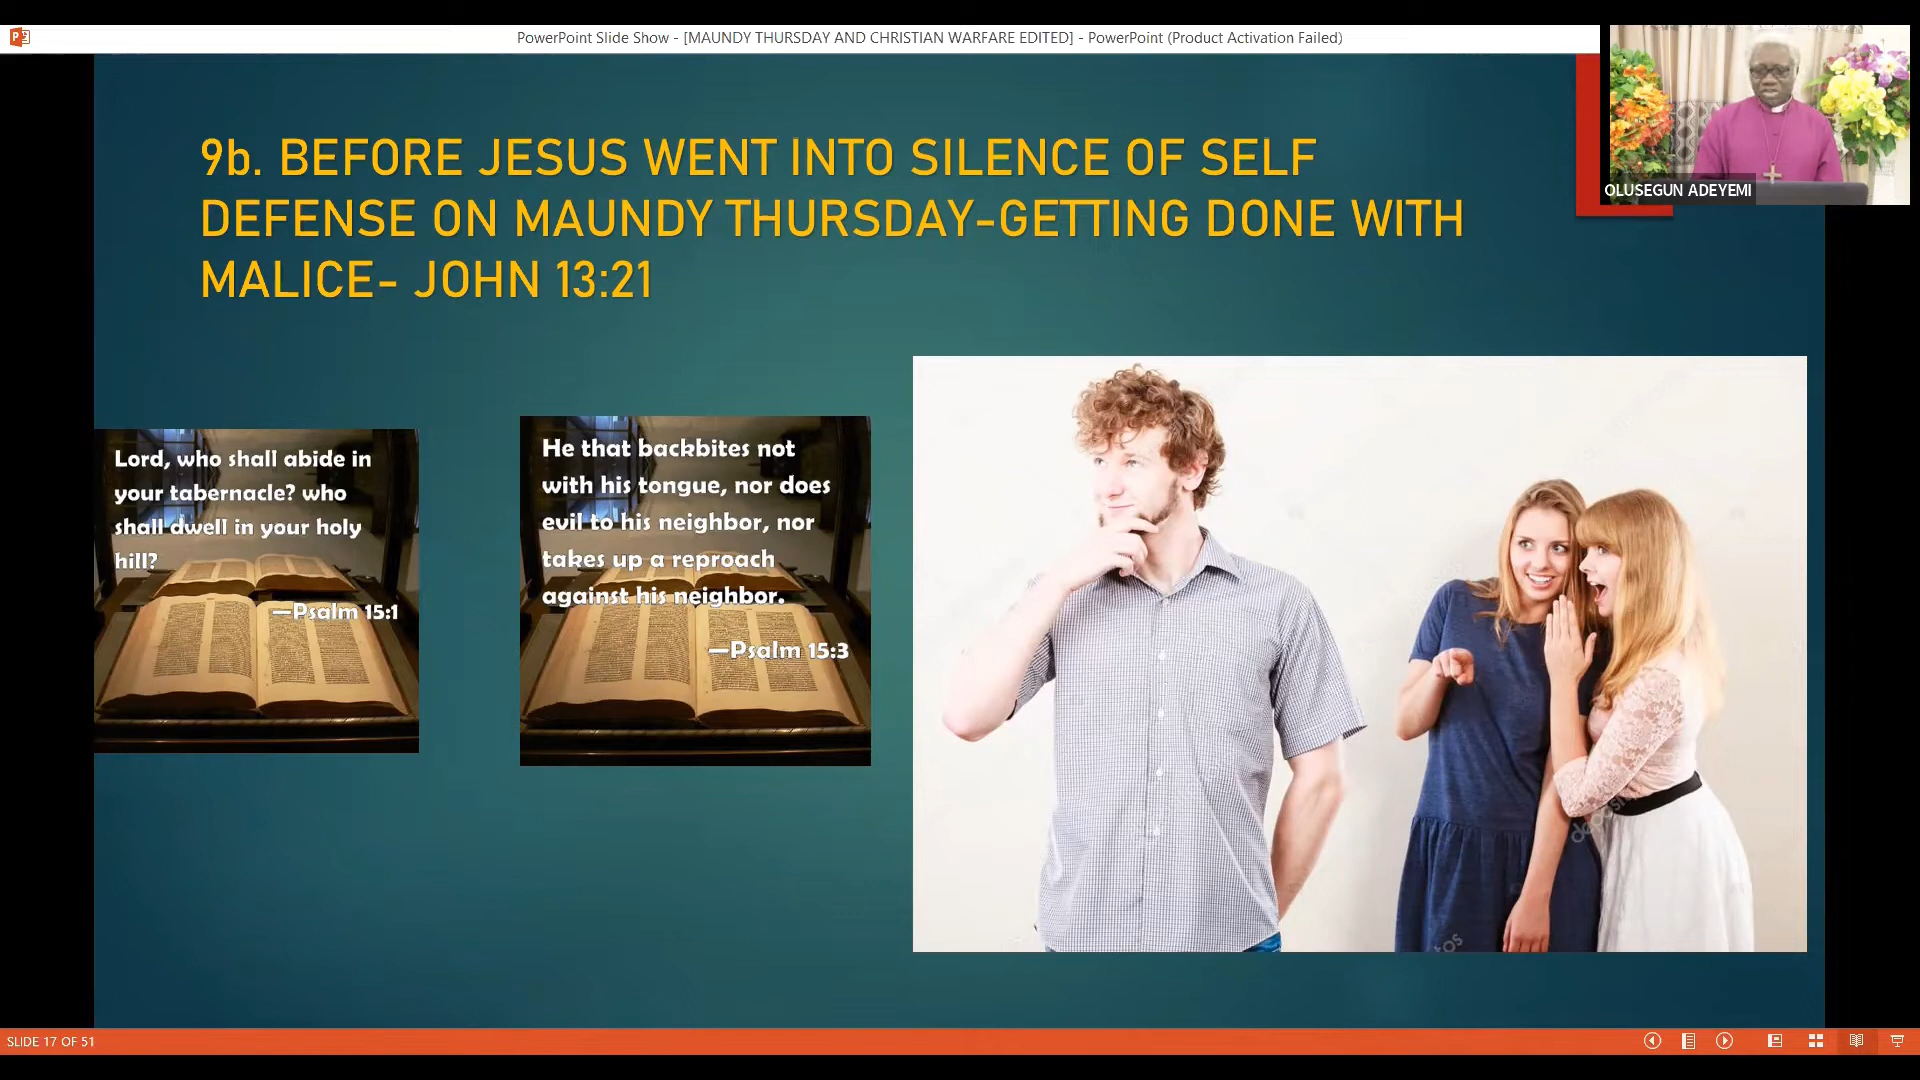 PowerPoint Slide Show - [MAUNDY THURSDAY AND CHRISTIAN WARFARE EDITED] - PowerPoint (Product Activation Failed)
OLUSEGUN ADEYEMI
9b. BEFORE JESUS WENT INTO SILENCE OF SELF
DEFENSE ON MAUNDY THURSDAY-GETTING DONE WITH
MALICE- JOHN 13:21
Lord, who shall abide in
your tabernacle? who
shall dwell in your holy
hill?
—Psalm 15:1
He that backbites not
with his tongue, nor does
evil to his neighbor, nor
takes up a reproach
against his neighbor.
—Psalm 15:3
SLIDE 17 OF 51